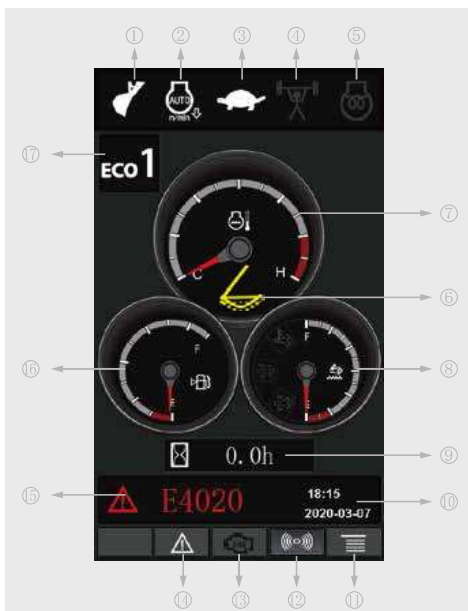 ① ② ③ ④ ⑤
AUTO
n/min
⑰
ECO 1
⑦
C H
⑥
F F
⑯ ⑧
E E
0.0h ⑨
⑮ E4020 18:15 ⑩
2020-03-07
⑭ ⑬ ⑫ ⑪